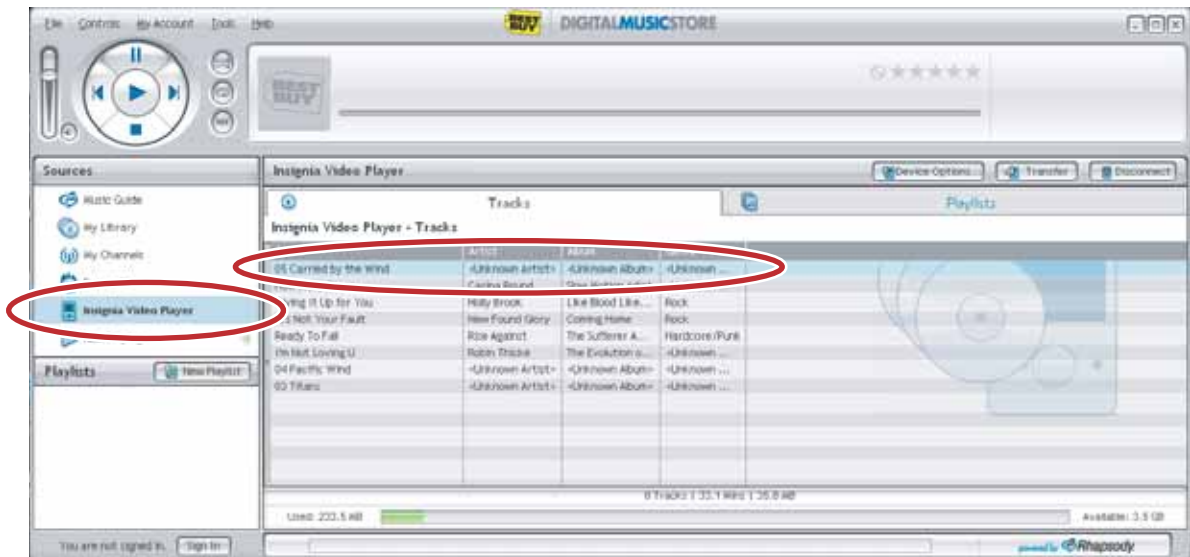 File Controls My Account Tools Help
BEST BUY DIGITALMUSICSTORE
BEST BUY
Sources
Insignia Video Player
Device Options... Transfer Disconnect
Music Guide
Tracks
Playlists
My Library
Insignia Video Player - Tracks
My Channels
Artist Album
05 Carried by the Wind <Unknown Artist> <Unknown Album> <Unknown ...
Insignia Video Player
It Up for You Holly Brook Like Blood Like... Rock
Not Your Fault New Found Glory Coming Home Rock
Ready To Fall Rise Against The Sufferer A... Hardcore/Punk
I'm Not Loving U Robin Thicke The Evolution o... <Unknown ...
Playlists New Playlist
04 Pacific Wind <Unknown Artist> <Unknown Album> <Unknown ...
03 Titans <Unknown Artist> <Unknown Album> <Unknown ...
8 Tracks | 33.1 Mins | 35.8 MB
Used: 233.5 MB
Available: 3.5 GB
You are not signed in. Sign In
powered by Rhapsody